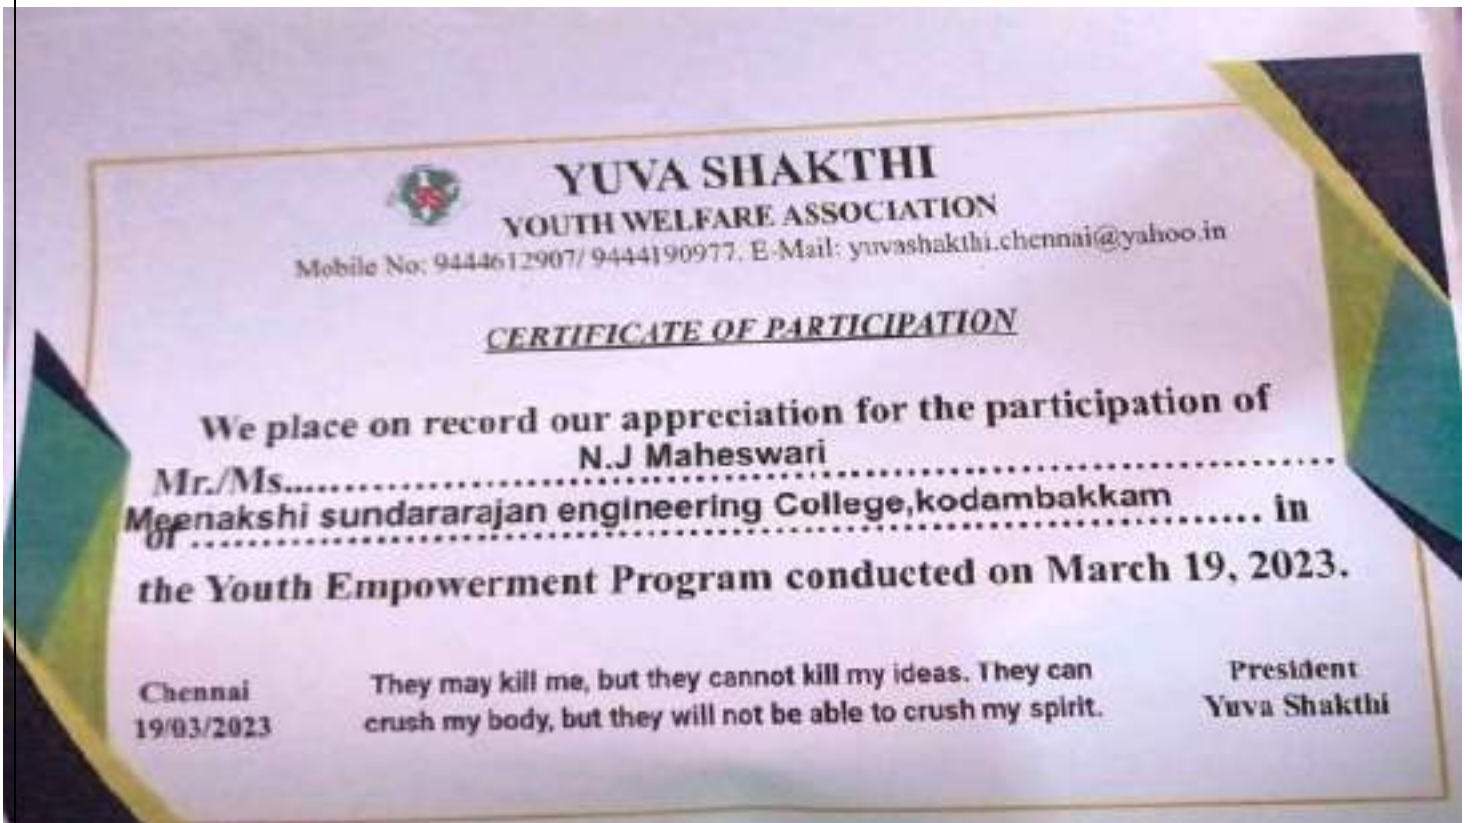 YUVA SHAKTHI
YOUTH WELFARE ASSOCIATION
Mobile No: 9444612907/ 9444190977. E-Mail: yuvashakthi.chennai@yahoo.in
CERTIFICATE OF PARTICIPATION
We place on record our appreciation for the participation of
Mr./Ms. N.J Maheswari
of Meenakshi sundararajan engineering College,kodambakkam in
the Youth Empowerment Program conducted on March 19, 2023.
They may kill me, but they cannot kill my ideas. They can
crush my body, but they will not be able to crush my spirit.
Chennai
19/03/2023
President
Yuva Shakthi